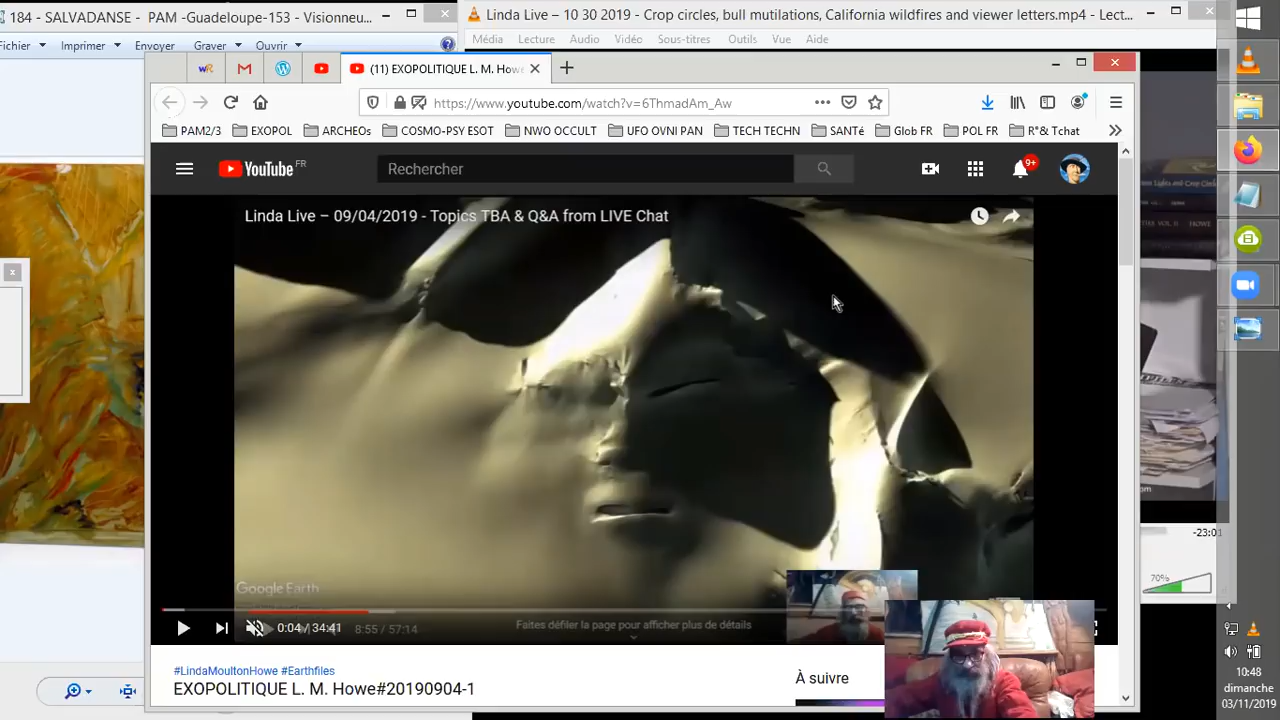 184 - SALVADANSE - PAM -Guadeloupe-153 - Visionneu...
Linda Live – 10 30 2019 - Crop circles, bull mutilations, California wildfires and viewer letters.mp4 - Lect...
Fichier
Imprimer
Envoyer
Graver
Ouvrir
Média Lecture Audio Vidéo Sous-titres Outils Vue Aide
(11) EXOPOLITIQUE L. M. Howe
https://www.youtube.com/watch?v=6ThmadAm_Aw
PAM2/3 EXOPOL ARCHEOs COSMO-PSY ESOT NWO OCCULT UFO OVNI PAN TECH TECHN SANTé Glob FR POL FR R°& Tchat
YouTube FR
Rechercher
9+
Linda Live – 09/04/2019 - Topics TBA & Q&A from LIVE Chat
Google Earth
0:04 / 34:41
8:55 / 57:14
Faites défiler la page pour afficher plus de détails
#LindaMoultonHowe #Earthfiles
EXOPOLITIQUE L. M. Howe#20190904-1
À suivre
-23:01
70%
10:48
dimanche
03/11/2019